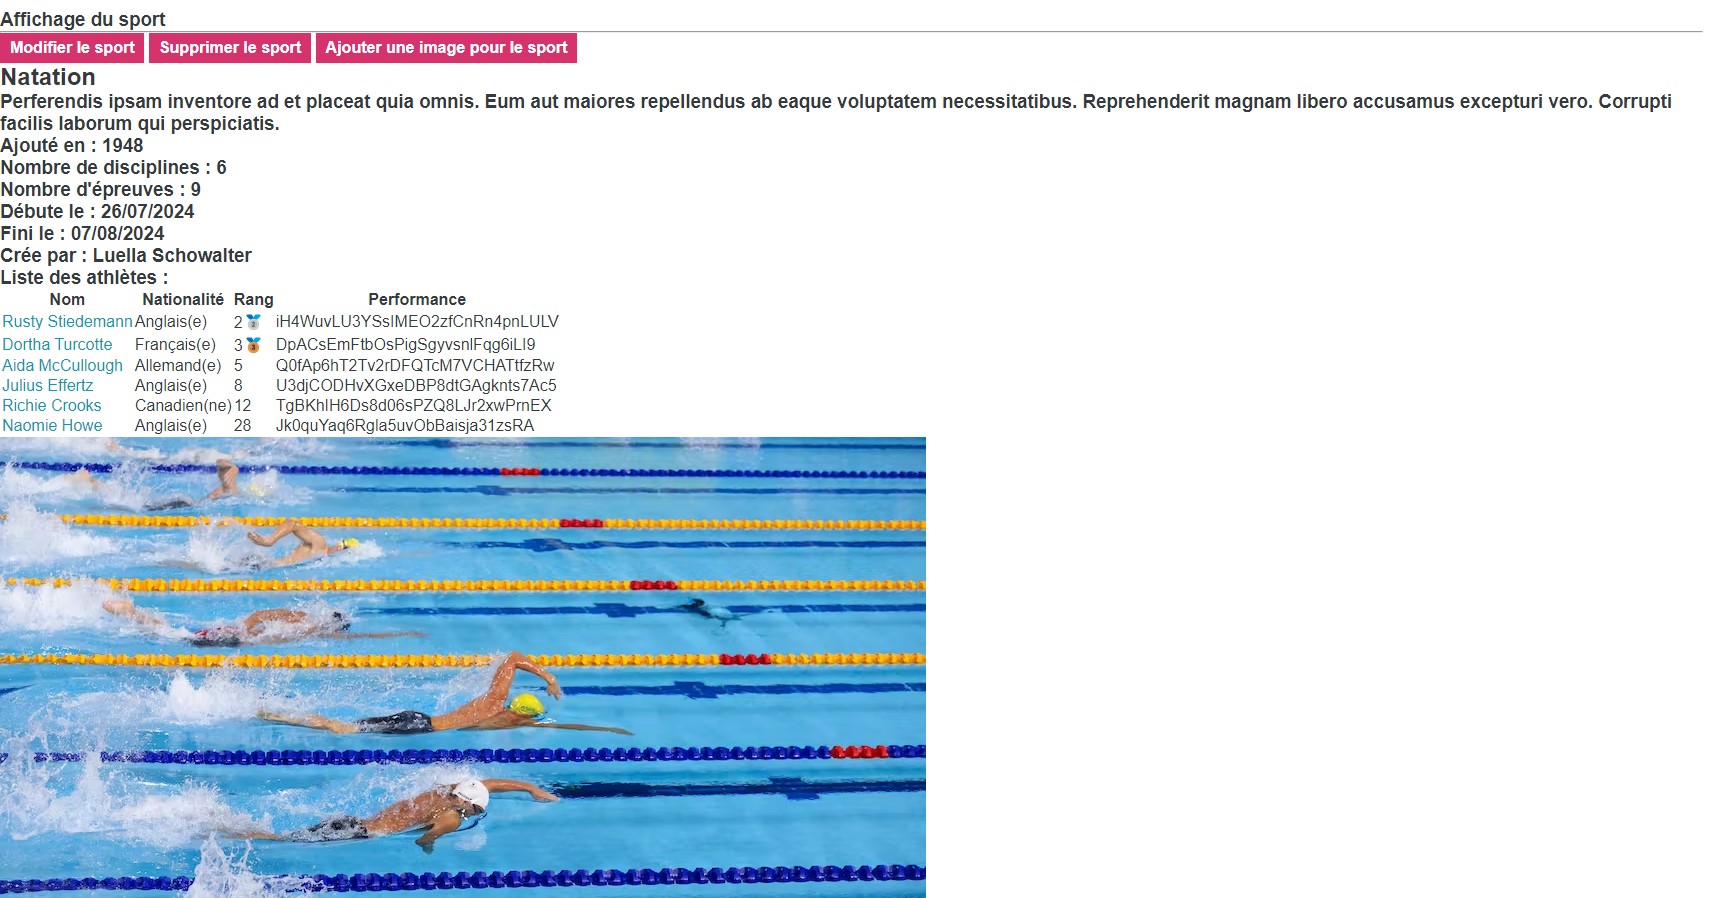 Affichage du sport
Modifier le sport Supprimer le sport Ajouter une image pour le sport
Natation
Perferendis ipsam inventore ad et placeat quia omnis. Eum aut maiores repellendus ab eaque voluptatem necessitatibus. Reprehenderit magnam libero accusamus excepturi vero. Corrupti
facilis laborum qui perspiciatis.
Ajouté en : 1948
Nombre de disciplines : 6
Nombre d'épreuves : 9
Débute le : 26/07/2024
Fini le : 07/08/2024
Crée par : Luella Schowalter
Liste des athlètes :
Nom Nationalité Rang Performance
Rusty Stiedemann Anglais(e) 2🥈 iH4WuvLU3YSsIMEO2zfCnRn4pnLULV
Dortha Turcotte Français(e) 3🥉 DpACsEmFtbOsPigSgyvsnlFqg6iLI9
Aida McCullough Allemand(e) 5 Q0fAp6hT2Tv2rDFQTcM7VCHATtfzRw
Julius Effertz Anglais(e) 8 U3djCODHvXGxeDBP8dtGAgknts7Ac5
Richie Crooks Canadien(ne) 12 TgBKhlH6Ds8d06sPZQ8LJr2xwPrnEX
Naomie Howe Anglais(e) 28 Jk0quYaq6Rgla5uvObBaisja31zsRA